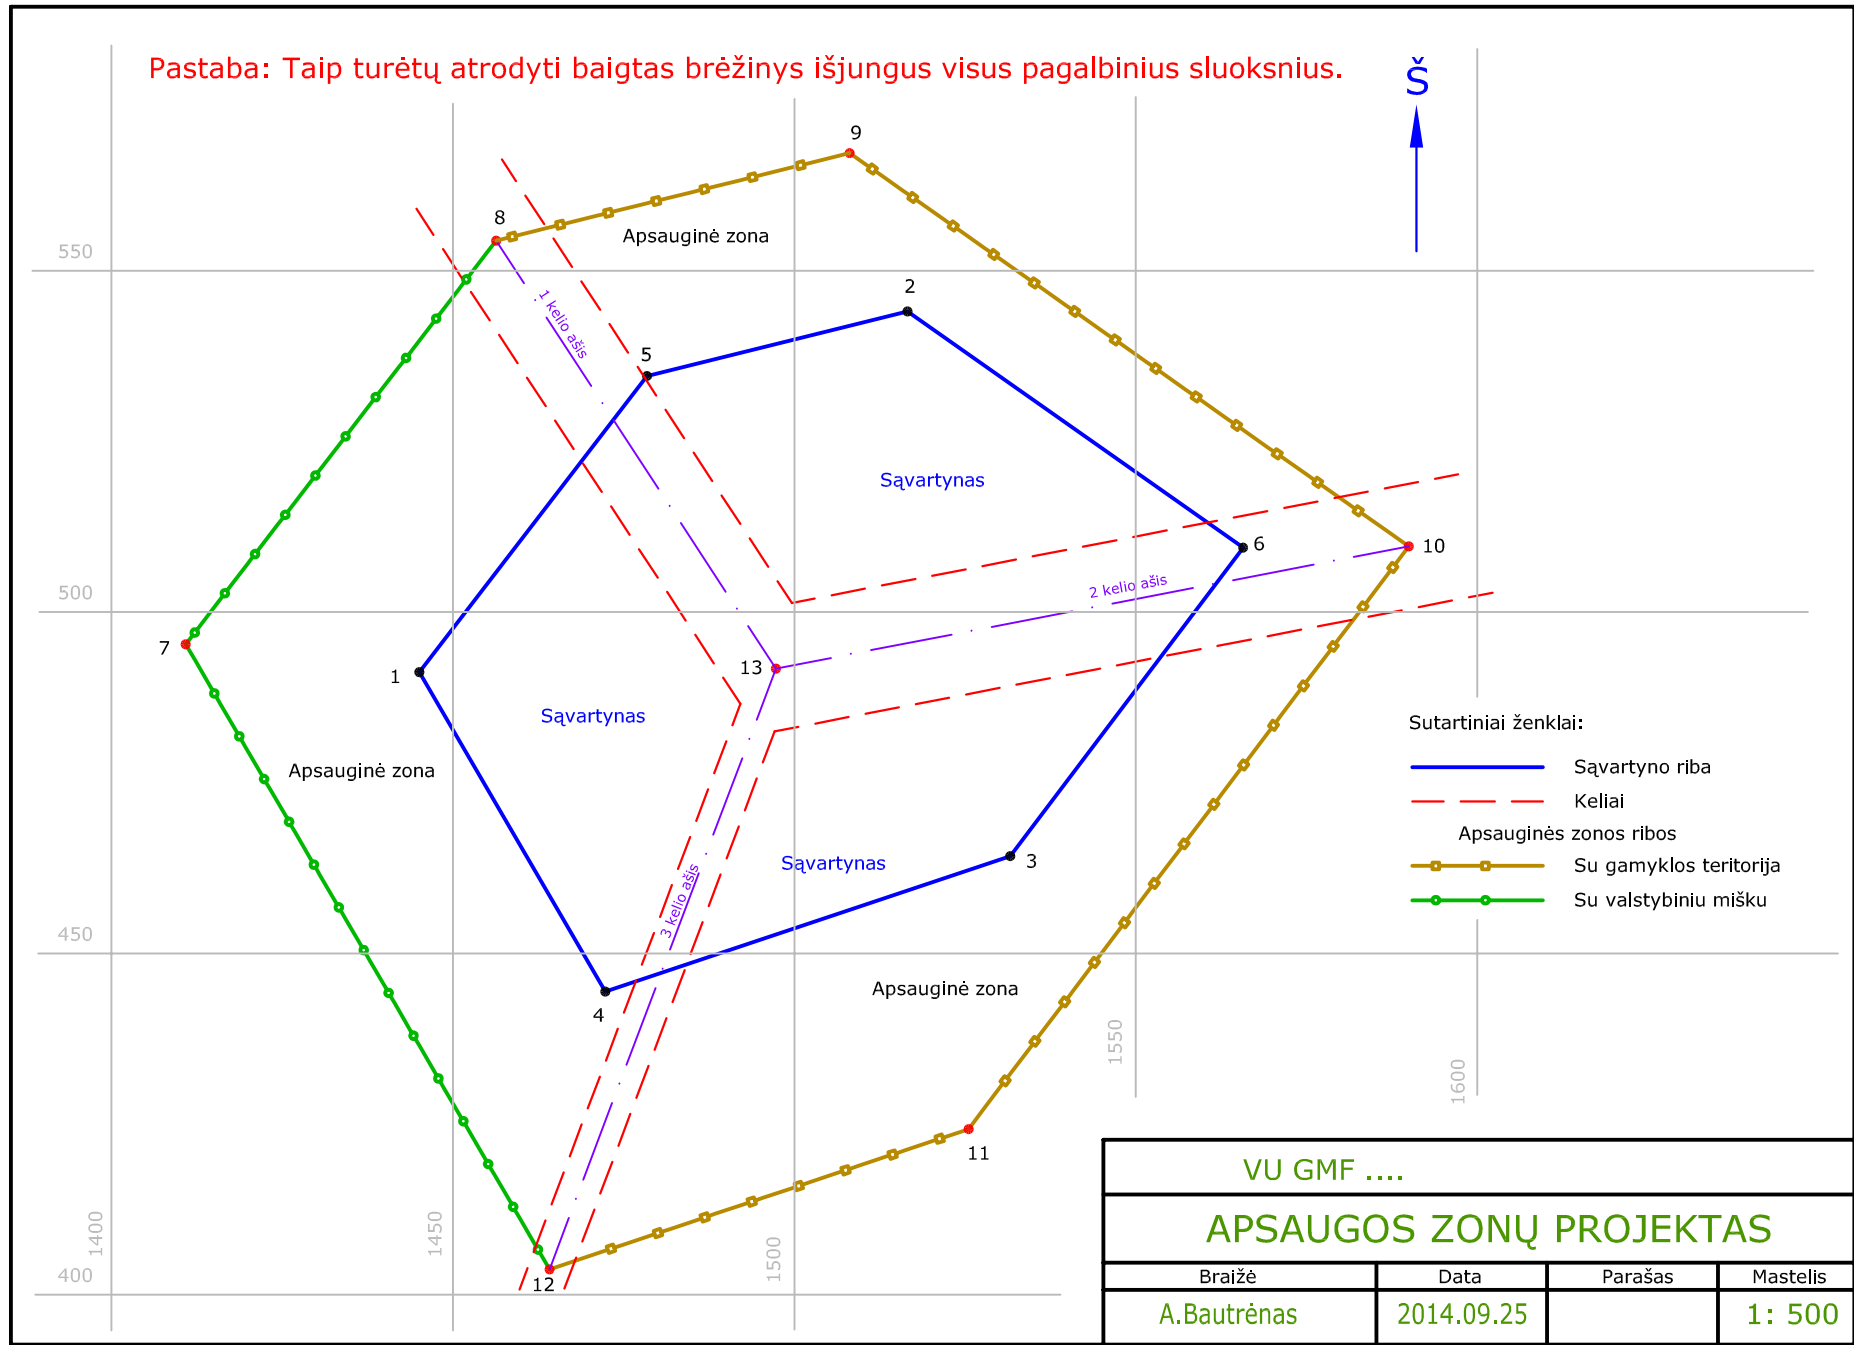 Pastaba: Taip turėtų atrodyti baigtas brėžinys išjungus visus pagalbinius sluoksnius.
Š
9
8
Apsauginė zona
550
2
1 kelio ašis
5
Sąvartynas
6
10
2 kelio ašis
500
7
13
1
Sąvartynas
Sutartiniai ženklai:
Apsauginė zona
Sąvartyno riba
Keliai
Apsauginės zonos ribos
Sąvartynas
3
Su gamyklos teritorija
3 kelio ašis
Su valstybiniu mišku
450
Apsauginė zona
4
1550
1600
11
VU GMF ....
APSAUGOS ZONŲ PROJEKTAS
1400
1450
1500
400
12
Braižė Data Parašas Mastelis
A.Bautrėnas 2014.09.25 1: 500